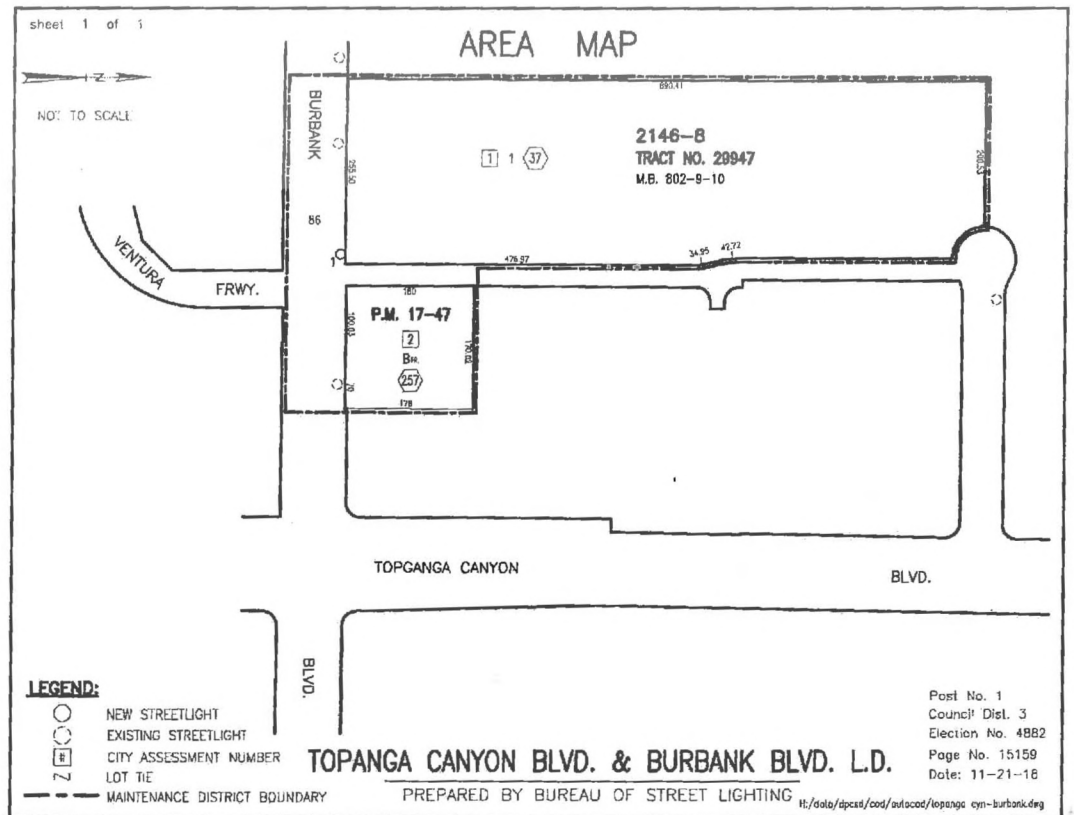 sheet 1 of 1
AREA MAP
NOT TO SCALE
BURBANK
690.41
2146-8
TRACT NO. 29947
M.B. 802-9-10
1 1 37
255.50
86
VENTURA
FRWY.
1
476.97
34.95
42.72
180
P.M. 17-47
2
257
70
178
TOPGANGA CANYON
BLVD.
BLVD.
LEGEND:
NEW STREETLIGHT
EXISTING STREETLIGHT
# CITY ASSESSMENT NUMBER
LOT TIE
MAINTENANCE DISTRICT BOUNDARY
TOPANGA CANYON BLVD. & BURBANK BLVD. L.D.
PREPARED BY BUREAU OF STREET LIGHTING
Post No. 1
Council Dist. 3
Election No. 4882
Page No. 15159
Date: 11-21-18